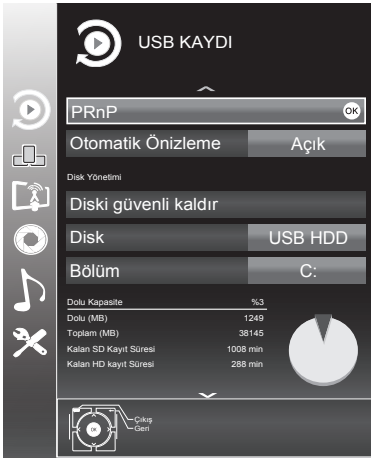 USB KAYDI
PRnP OK
Otomatik Önizleme Açık
Disk Yönetimi
Diski güvenli kaldır
Disk USB HDD
Bölüm C:
Dolu Kapasite %3
Dolu (MB) 1249
Toplam (MB) 38145
Kalan SD Kayıt Süresi 1008 min
Kalan HD kayıt Süresi 288 min
Çıkış
Geri
OK